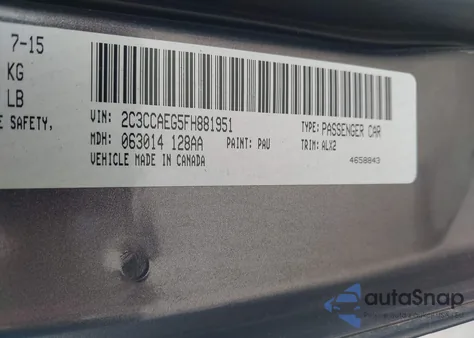 7-15
KG
LB
E SAFETY,
VIN: 2C3CCAEG5FH881951
TYPE: PASSENGER CAR
MDH: 063014 128AA
PAINT: PAU
TRIM: ALX2
VEHICLE MADE IN CANADA
4658843
autoSnap